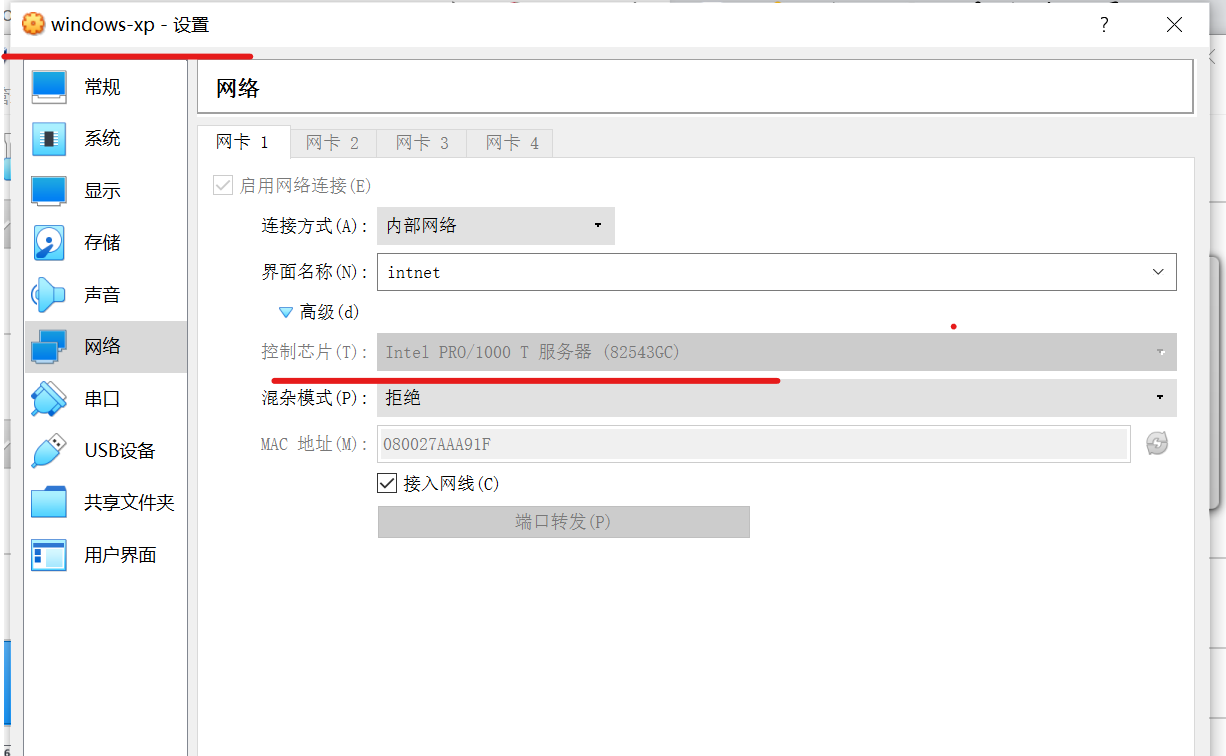 windows-xp - 设置
?
常规
系统
显示
存储
声音
网络
串口
USB设备
共享文件夹
用户界面
网络
网卡 1
网卡 2
网卡 3
网卡 4
启用网络连接(E)
连接方式(A): 内部网络
界面名称(N): intnet
高级(d)
控制芯片(T): Intel PRO/1000 T 服务器 (82543GC)
混杂模式(P): 拒绝
MAC 地址(M): 080027AAA91F
接入网线(C)
端口转发(P)